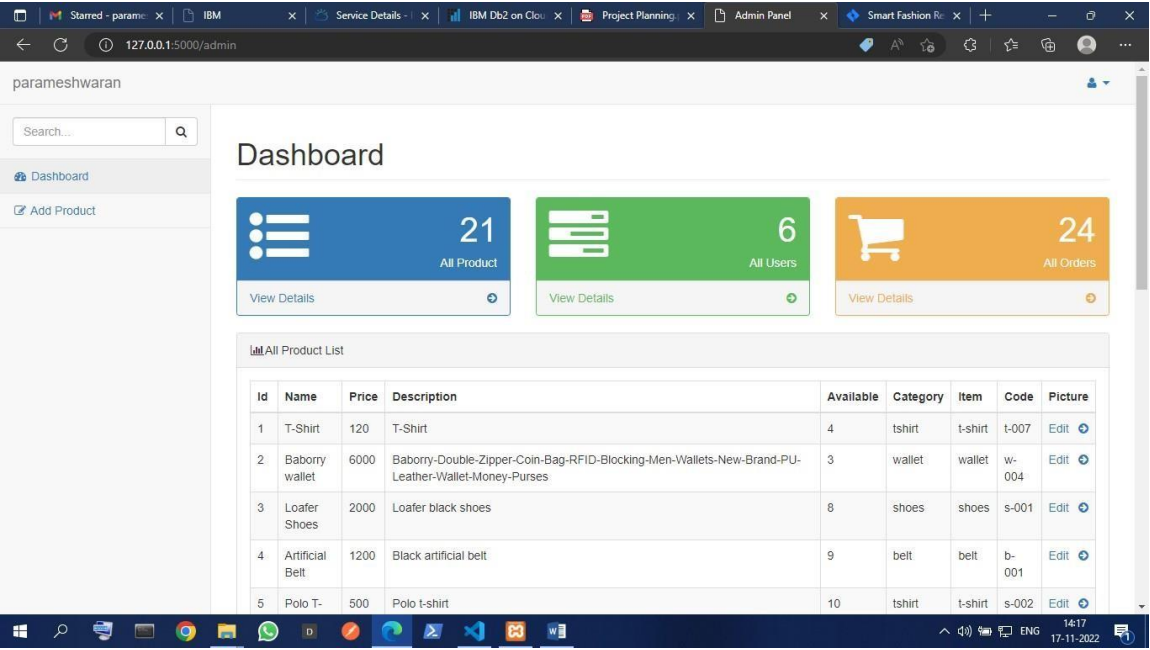 Starred - parame
IBM
Service Details -
IBM Db2 on Clou
Project Planning.
Admin Panel
Smart Fashion Re
127.0.0.1:5000/admin
parameshwaran
Search...
Dashboard
Add Product
Dashboard
21
All Product
View Details
6
All Users
View Details
24
All Orders
View Details
All Product List
Id Name Price Description Available Category Item Code Picture
1 T-Shirt 120 T-Shirt 4 tshirt t-shirt t-007 Edit
2 Baborry 6000 Baborry-Double-Zipper-Coin-Bag-RFID-Blocking-Men-Wallets-New-Brand-PU- 3 wallet wallet w- Edit
wallet Leather-Wallet-Money-Purses 004
3 Loafer 2000 Loafer black shoes 8 shoes shoes s-001 Edit
Shoes
4 Artificial 1200 Black artificial belt 9 belt belt b- Edit
Belt 001
5 Polo T- 500 Polo t-shirt 10 tshirt t-shirt s-002 Edit
ENG
14:17
17-11-2022